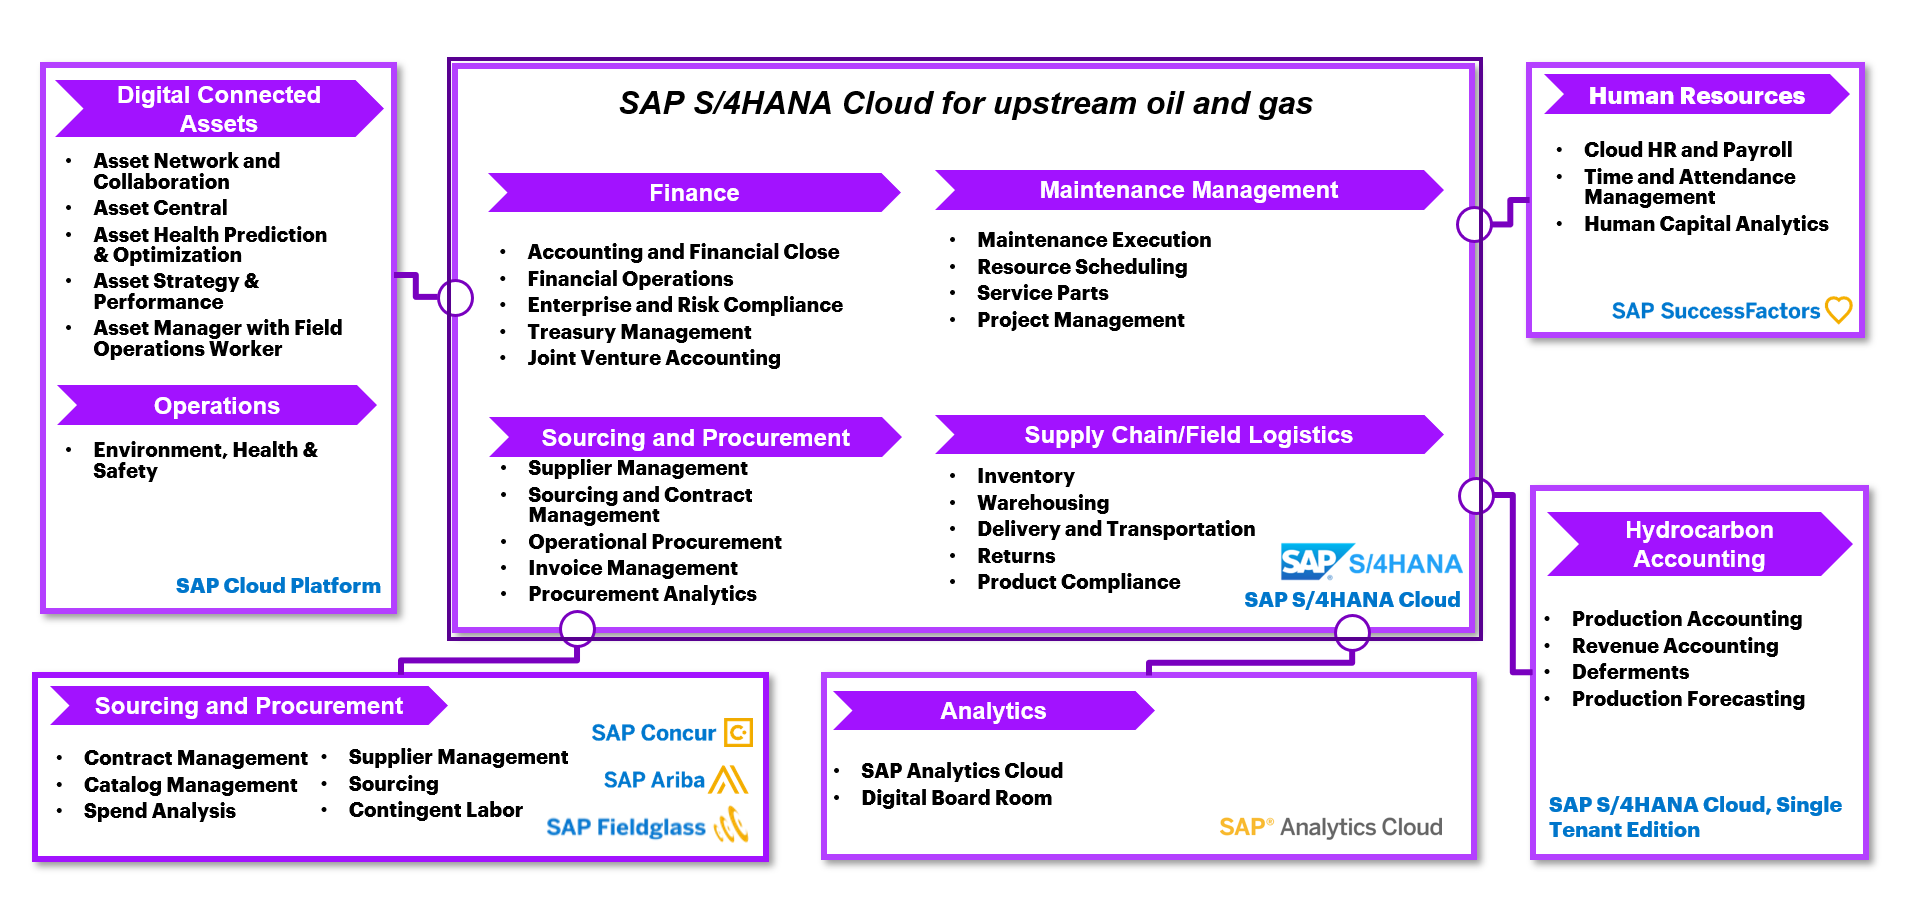 SAP S/4HANA Cloud for upstream oil and gas
Digital Connected
Assets
• Asset Network and
Collaboration
• Asset Central
• Asset Health Prediction
& Optimization
• Asset Strategy &
Performance
• Asset Manager with Field
Operations Worker
Operations
• Environment, Health &
Safety
SAP Cloud Platform
Finance
• Accounting and Financial Close
• Financial Operations
• Enterprise and Risk Compliance
• Treasury Management
• Joint Venture Accounting
Maintenance Management
• Maintenance Execution
• Resource Scheduling
• Service Parts
• Project Management
Sourcing and Procurement
• Supplier Management
• Sourcing and Contract
Management
• Operational Procurement
• Invoice Management
• Procurement Analytics
Supply Chain/Field Logistics
• Inventory
• Warehousing
• Delivery and Transportation
• Returns
• Product Compliance
SAP® S/4HANA
SAP S/4HANA Cloud
Human Resources
• Cloud HR and Payroll
• Time and Attendance
Management
• Human Capital Analytics
SAP SuccessFactors
Hydrocarbon
Accounting
• Production Accounting
• Revenue Accounting
• Deferments
• Production Forecasting
SAP S/4HANA Cloud, Single
Tenant Edition
Sourcing and Procurement
• Contract Management
• Catalog Management
• Spend Analysis
• Supplier Management
• Sourcing
• Contingent Labor
SAP Concur C.
SAP Ariba
SAP Fieldglass
Analytics
• SAP Analytics Cloud
• Digital Board Room
SAP® Analytics Cloud